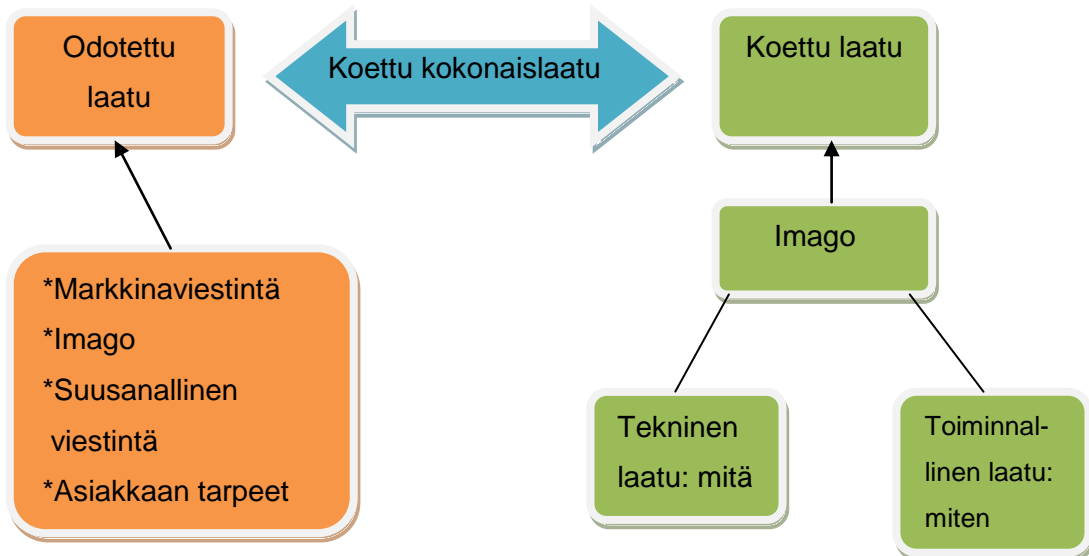 Odotettu
laatu
Koettu kokonaislaatu
Koettu laatu
Imago
*Markkinaviestintä
*Imago
*Suusanallinen
viestintä
*Asiakkaan tarpeet
Tekninen
laatu: mitä
Toiminnal-
linen laatu:
miten